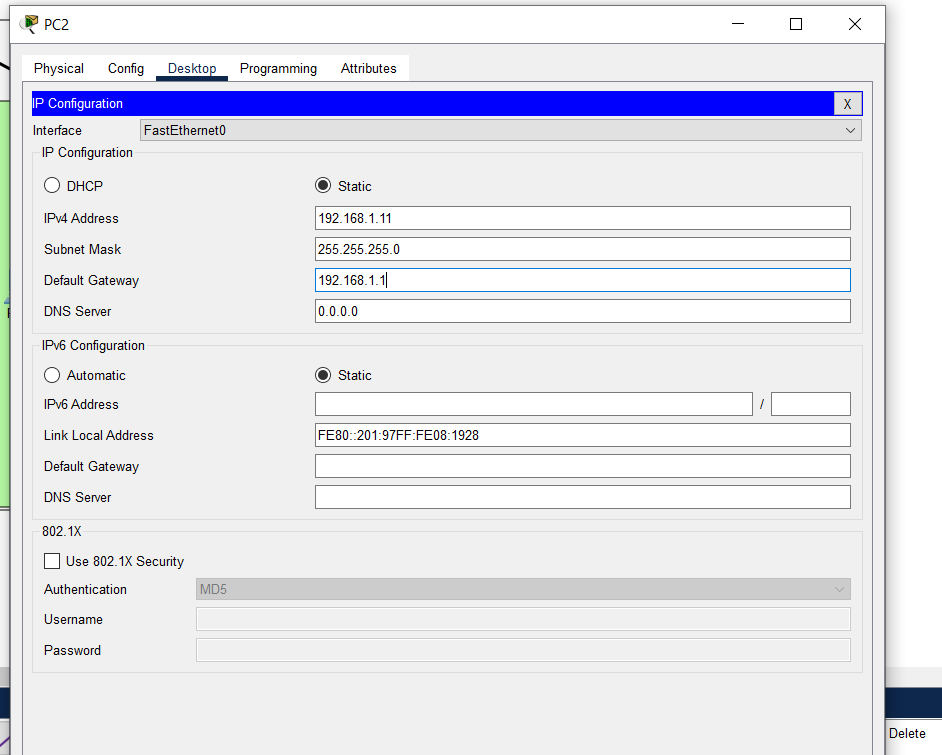 PC2
Physical Config Desktop Programming Attributes
IP Configuration X
Interface FastEthernet0
IP Configuration
DHCP Static
IPv4 Address 192.168.1.11
Subnet Mask 255.255.255.0
Default Gateway 192.168.1.1
DNS Server 0.0.0.0
IPv6 Configuration
Automatic Static
IPv6 Address /
Link Local Address FE80::201:97FF:FE08:1928
Default Gateway
DNS Server
802.1X
Use 802.1X Security
Authentication MD5
Username
Password
Delete